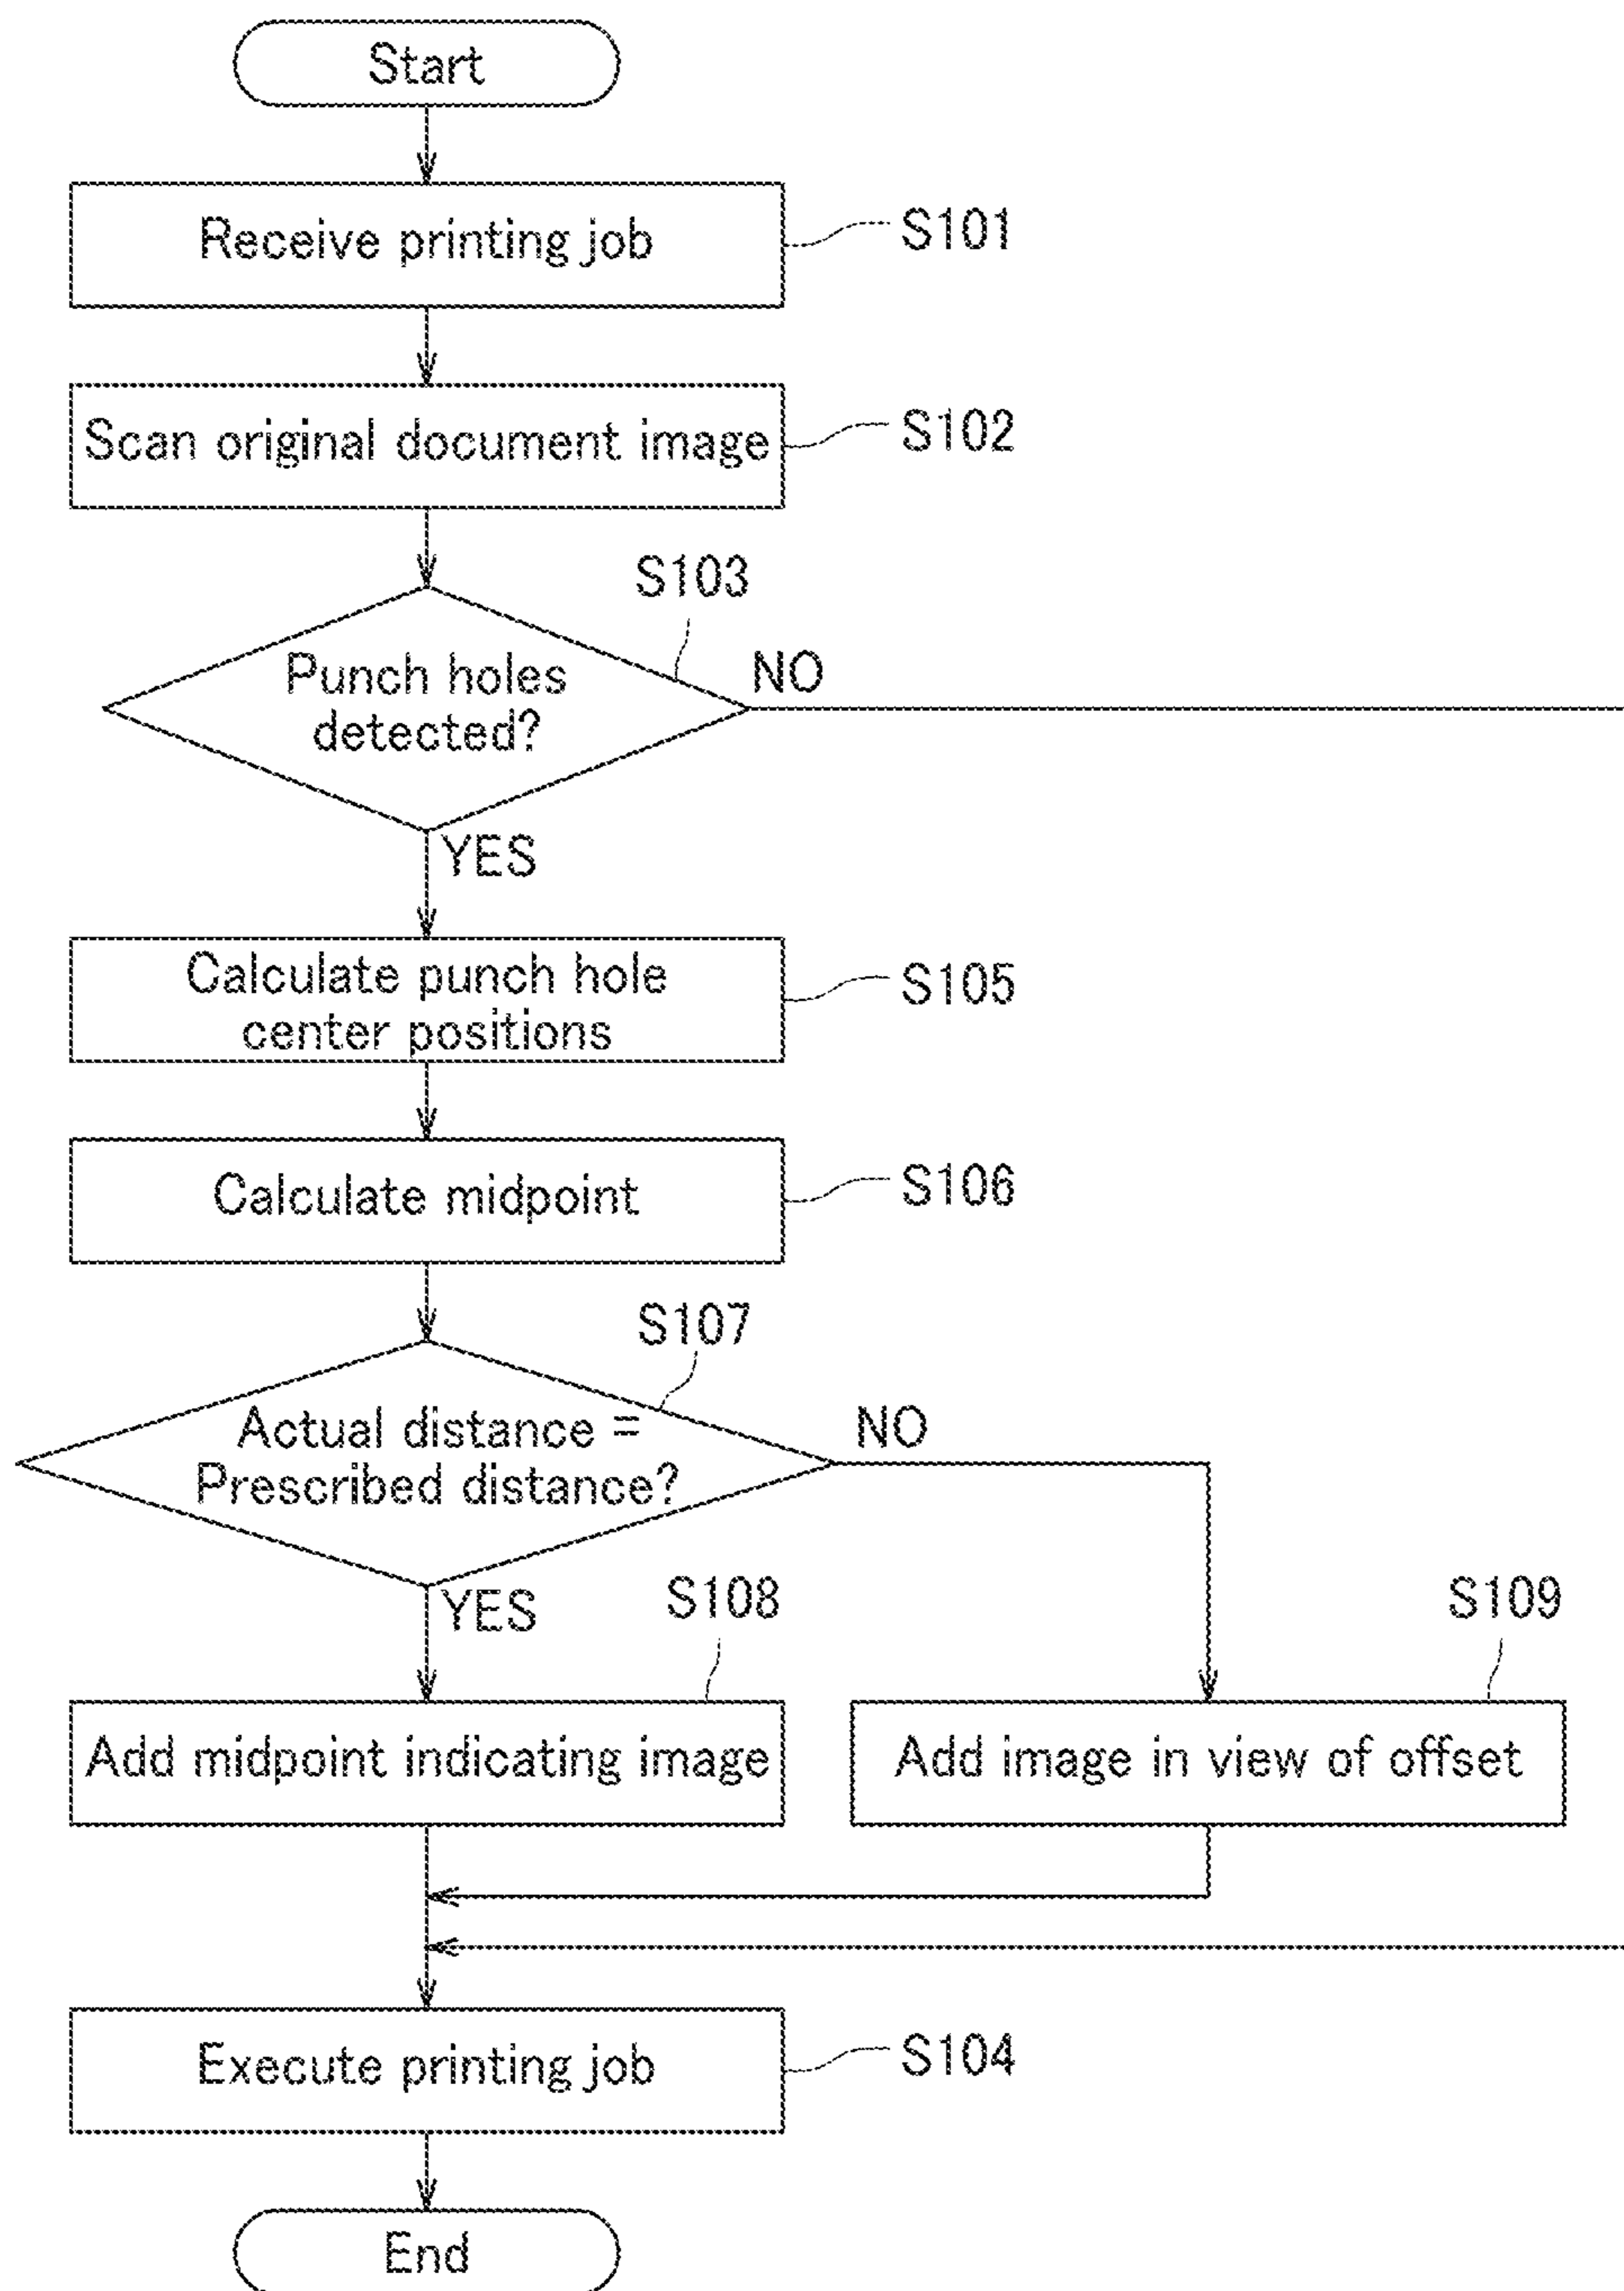 Start
Receive printing job
S101
Scan original document image
S102
S103
Punch holes
detected?
NO
YES
Calculate punch hole
center positions
S105
Calculate midpoint
S106
S107
Actual distance =
Prescribed distance?
NO
YES
S108
S109
Add midpoint indicating image
Add image in view of offset
Execute printing job
S104
End